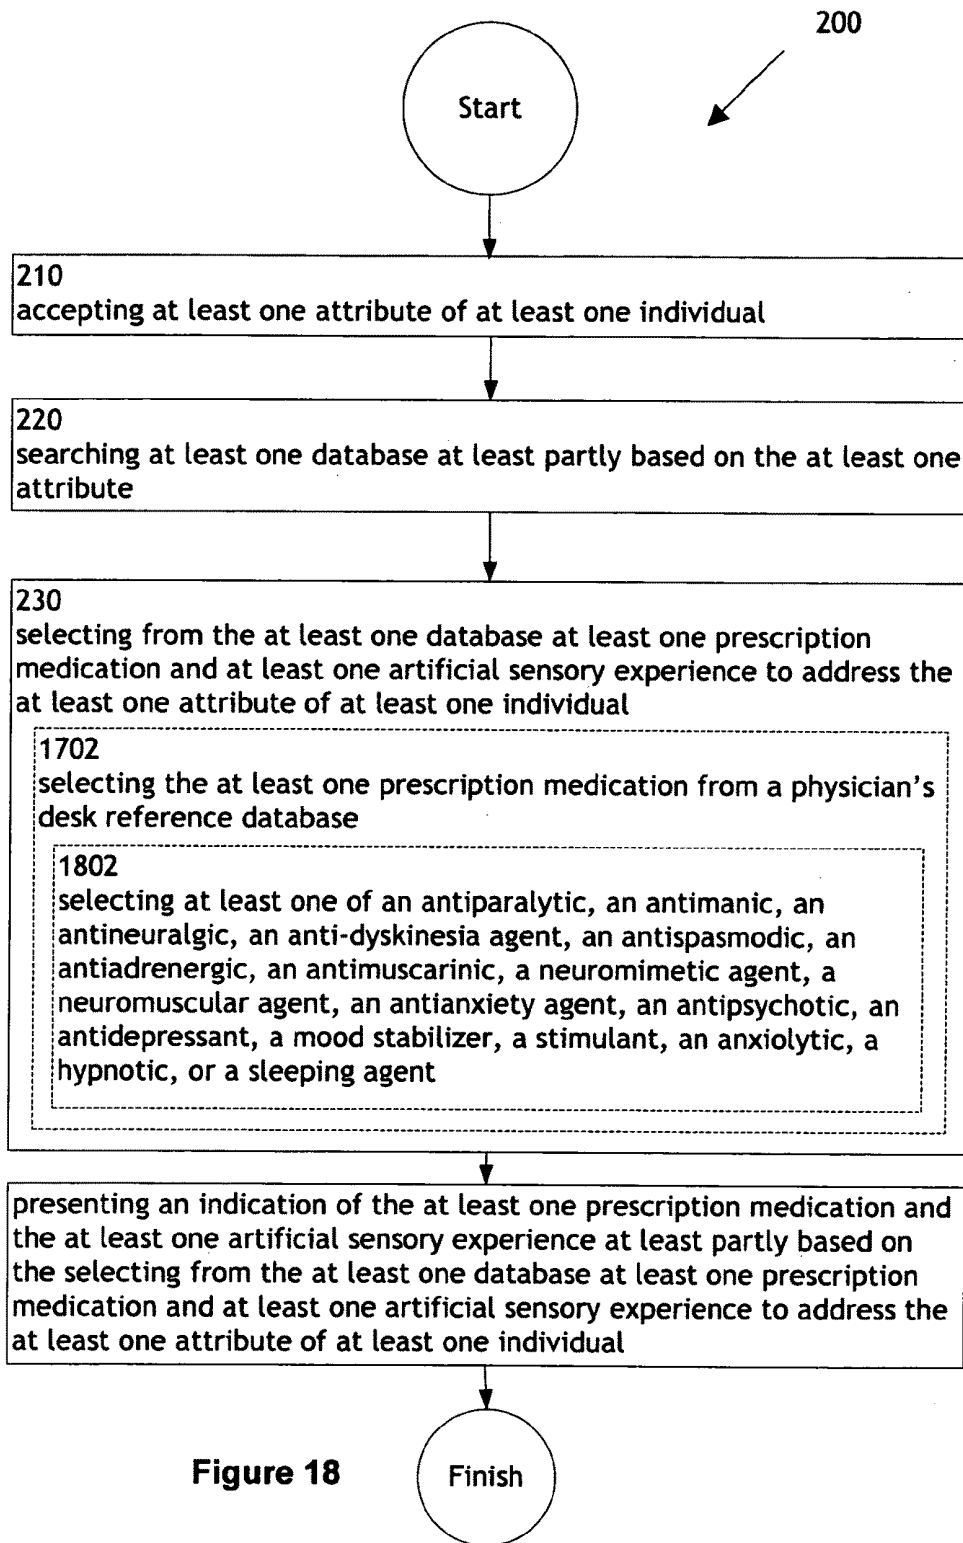 200
Start
210
accepting at least one attribute of at least one individual
220
searching at least one database at least partly based on the at least one
attribute
230
selecting from the at least one database at least one prescription
medication and at least one artificial sensory experience to address the
at least one attribute of at least one individual
1702
selecting the at least one prescription medication from a physician's
desk reference database
1802
selecting at least one of an antiparalytic, an antimanic, an
antineuralgic, an anti-dyskinesia agent, an antispasmodic, an
antiadrenergic, an antimuscarinic, a neuromimetic agent, a
neuromuscular agent, an antianxiety agent, an antipsychotic, an
antidepressant, a mood stabilizer, a stimulant, an anxiolytic, a
hypnotic, or a sleeping agent
presenting an indication of the at least one prescription medication and
the at least one artificial sensory experience at least partly based on
the selecting from the at least one database at least one prescription
medication and at least one artificial sensory experience to address the
at least one attribute of at least one individual
Figure 18
Finish